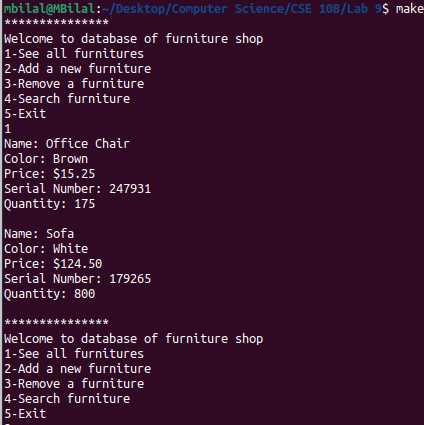 mbilal@MBilal:~/Desktop/Computer Science/CSE 108/Lab 9$ make
***************
Welcome to database of furniture shop
1-See all furnitures
2-Add a new furniture
3-Remove a furniture
4-Search furniture
5-Exit
1
Name: Office Chair
Color: Brown
Price: $15.25
Serial Number: 247931
Quantity: 175

Name: Sofa
Color: White
Price: $124.50
Serial Number: 179265
Quantity: 800

***************
Welcome to database of furniture shop
1-See all furnitures
2-Add a new furniture
3-Remove a furniture
4-Search furniture
5-Exit